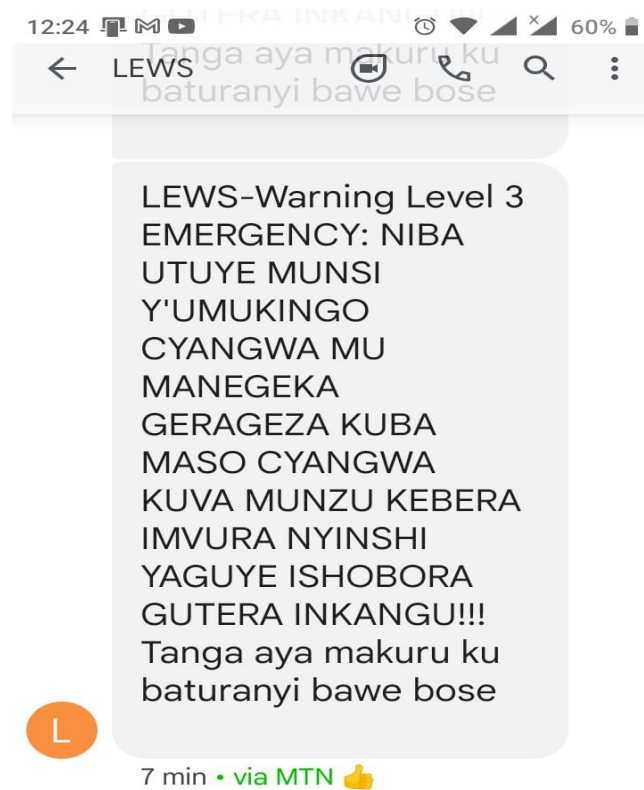 12:24 60%
GUTERA INKANGU!!!
LEWS
Tanga aya makuru ku
baturanyi bawe bose
LEWS-Warning Level 3
EMERGENCY: NIBA
UTUYE MUNSI
Y'UMUKINGO
CYANGWA MU
MANEGEKA
GERAGEZA KUBA
MASO CYANGWA
KUVA MUNZU KEBERA
IMVURA NYINSHI
YAGUYE ISHOBORA
GUTERA INKANGU!!!
Tanga aya makuru ku
baturanyi bawe bose
L
7 min • via MTN 👍